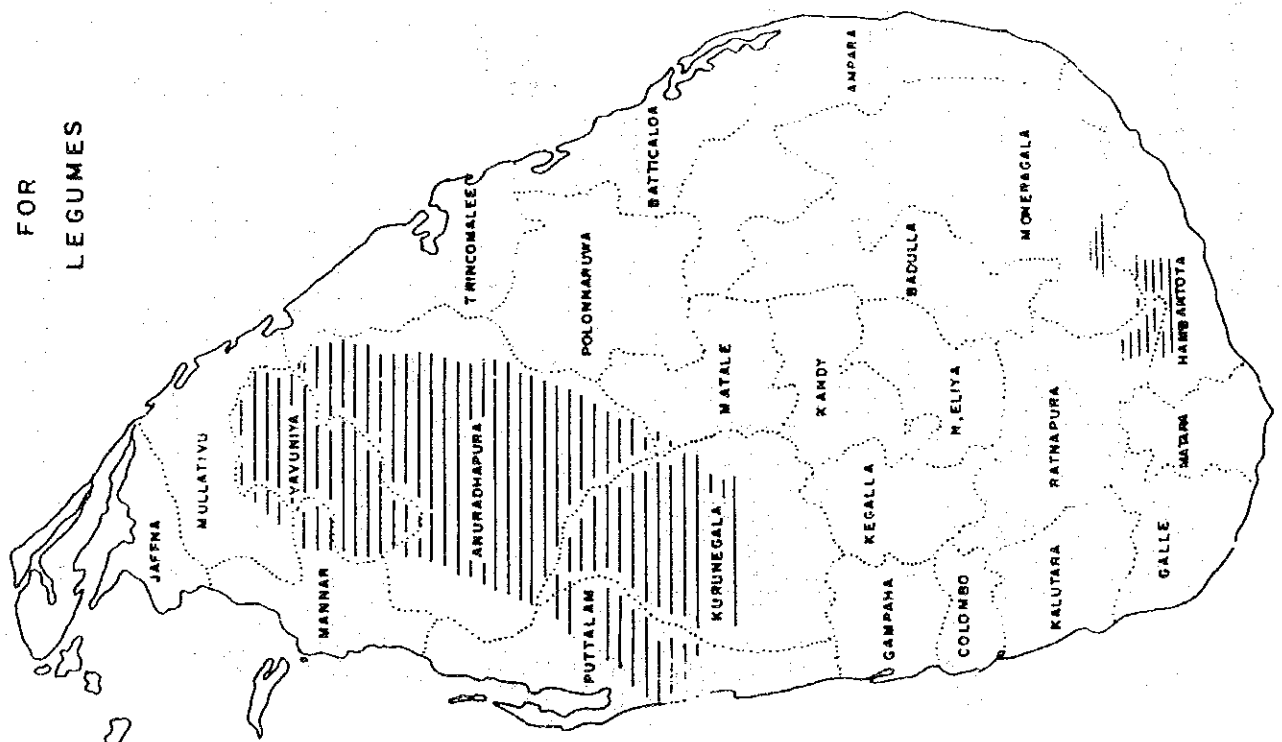 FOR
LEGUMES
JAFFNA
MULLATIVU
MANNAR
VAVUNIYA
TRINCOMALEE
ANURADHAPURA
PUTTALAM
POLONNARUWA
BATTICALOA
KURUNEGALA
MATALE
KANDY
AMPARA
GAMPAHA
KEGALLA
BADULLA
COLOMBO
N. ELIYA
MONERAGALA
KALUTARA
RATNAPURA
GALLE
MATARA
HAMBANTOTA